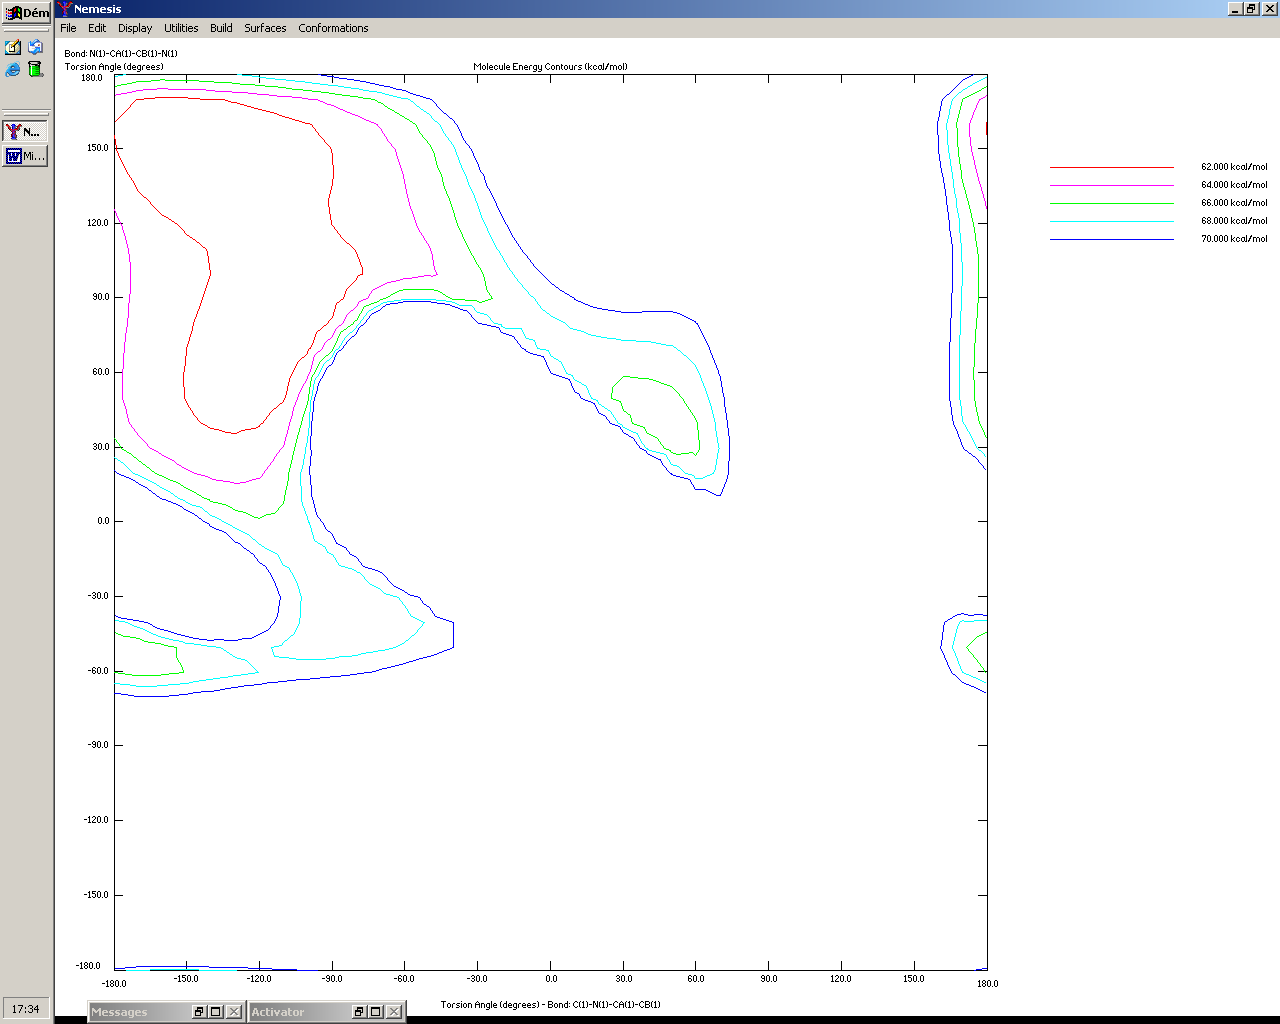 Dém
Nemesis
File Edit Display Utilities Build Surfaces Conformations
Bond: N(1)-CA(1)-CB(1)-N(1)
Torsion Angle (degrees)
Molecule Energy Contours (kcal/mol)
180.0
150.0
120.0
90.0
60.0
30.0
0.0
-30.0
-60.0
-90.0
-120.0
-150.0
-180.0
-180.0 -150.0 -120.0 -90.0 -60.0 -30.0 0.0 30.0 60.0 90.0 120.0 150.0 180.0
Torsion Angle (degrees) - Bond: C(1)-N(1)-CA(1)-CB(1)
62.000 kcal/mol
64.000 kcal/mol
66.000 kcal/mol
68.000 kcal/mol
70.000 kcal/mol
N...
Mi...
17:34
Messages
Activator